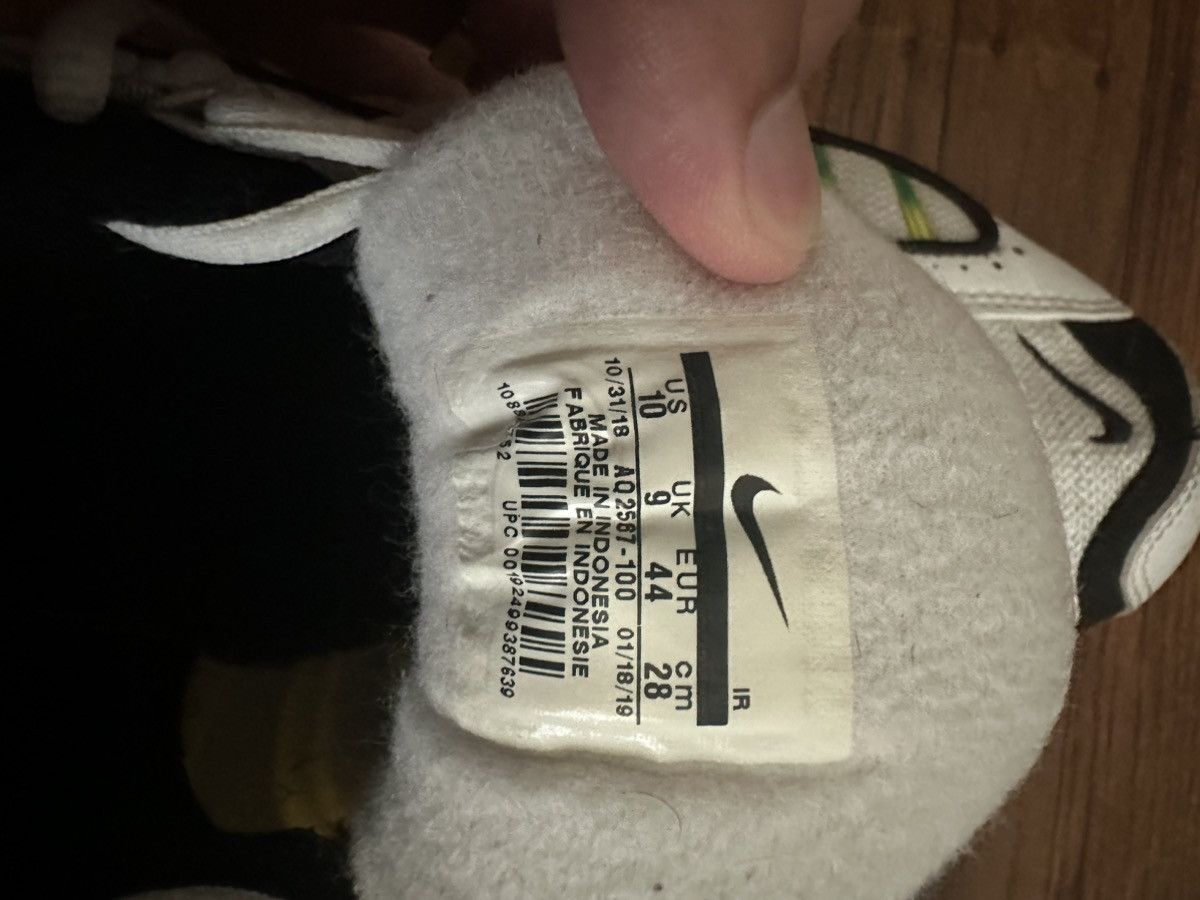 IR
US UK EUR cm
10 9 44 28
10/31/18 AQ2567-100 01/18/19
MADE IN INDONESIA
FABRIQUE EN INDONESIE
UPC 00192499387639